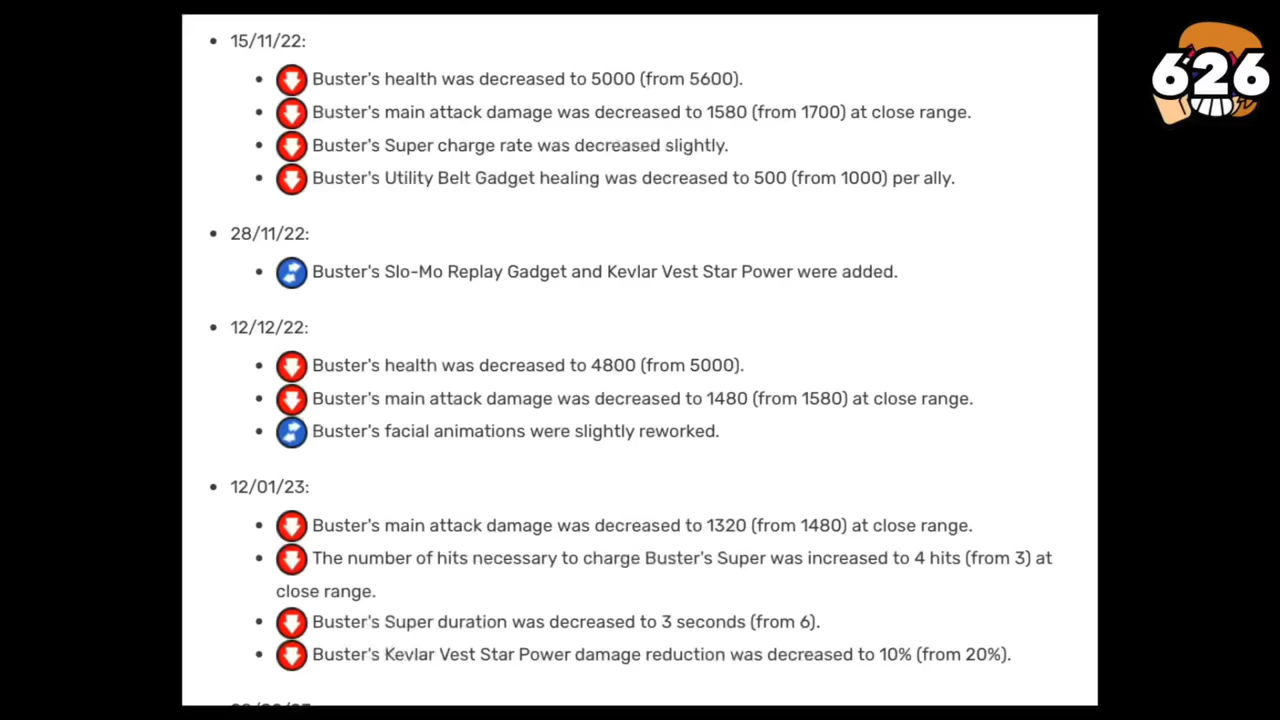 15/11/22:
Buster's health was decreased to 5000 (from 5600).
Buster's main attack damage was decreased to 1580 (from 1700) at close range.
Buster's Super charge rate was decreased slightly.
Buster's Utility Belt Gadget healing was decreased to 500 (from 1000) per ally.
28/11/22:
Buster's Slo-Mo Replay Gadget and Kevlar Vest Star Power were added.
12/12/22:
Buster's health was decreased to 4800 (from 5000).
Buster's main attack damage was decreased to 1480 (from 1580) at close range.
Buster's facial animations were slightly reworked.
12/01/23:
Buster's main attack damage was decreased to 1320 (from 1480) at close range.
The number of hits necessary to charge Buster's Super was increased to 4 hits (from 3) at
close range.
Buster's Super duration was decreased to 3 seconds (from 6).
Buster's Kevlar Vest Star Power damage reduction was decreased to 10% (from 20%).
626